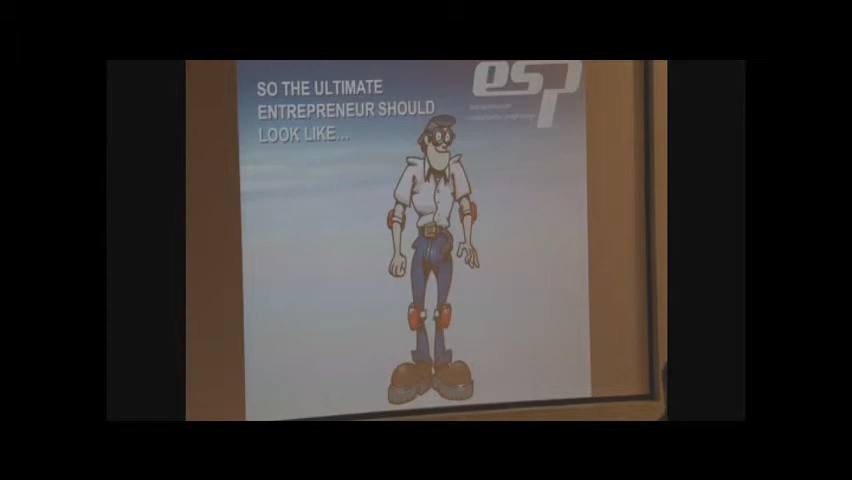 SO THE ULTIMATE
ENTREPRENEUR SHOULD
LOOK LIKE...
esp